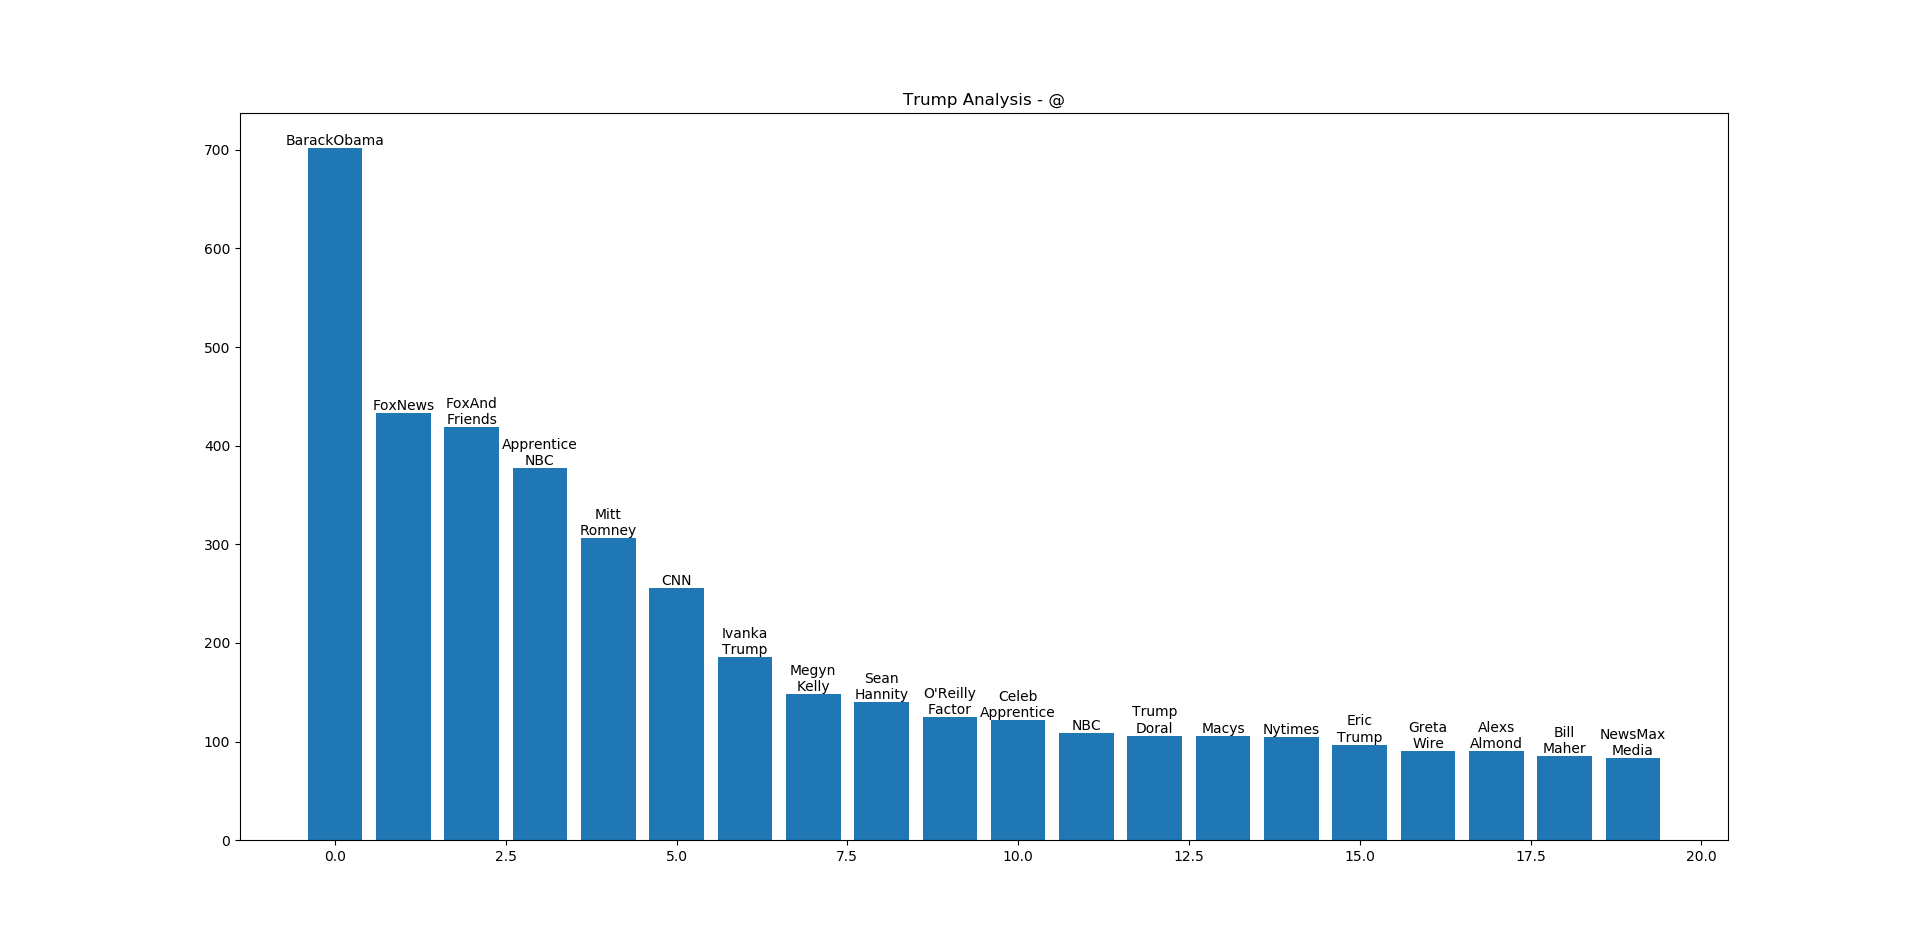 Trump Analysis - @
700
600
500
400
300
200
100
0
BarackObama
FoxNews
FoxAnd
Friends
Apprentice
NBC
Mitt
Romney
CNN
Ivanka
Trump
Megyn
Kelly
Sean
Hannity
O'Reilly
Factor
Celeb
Apprentice
NBC
Trump
Doral
Macys
Nytimes
Eric
Trump
Greta
Wire
Alexs
Almond
Bill
Maher
NewsMax
Media
0.0
2.5
5.0
7.5
10.0
12.5
15.0
17.5
20.0